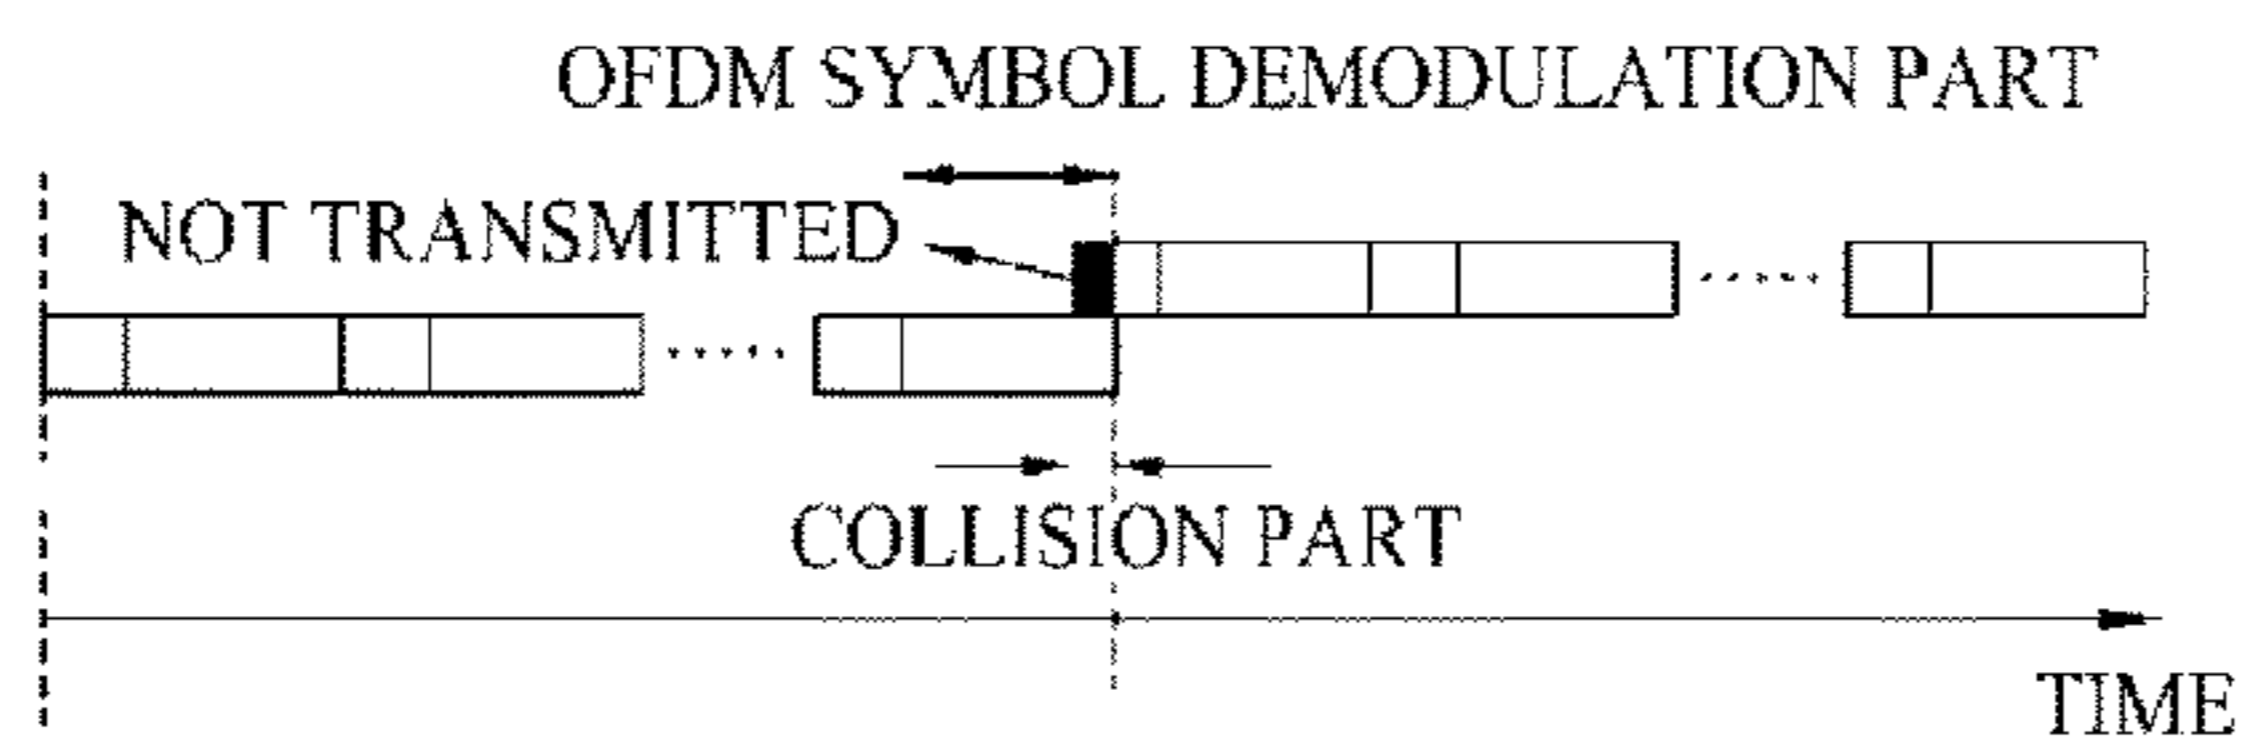 OFDM SYMBOL DEMODULATION PART
NOT TRANSMITTED
COLLISION PART
TIME